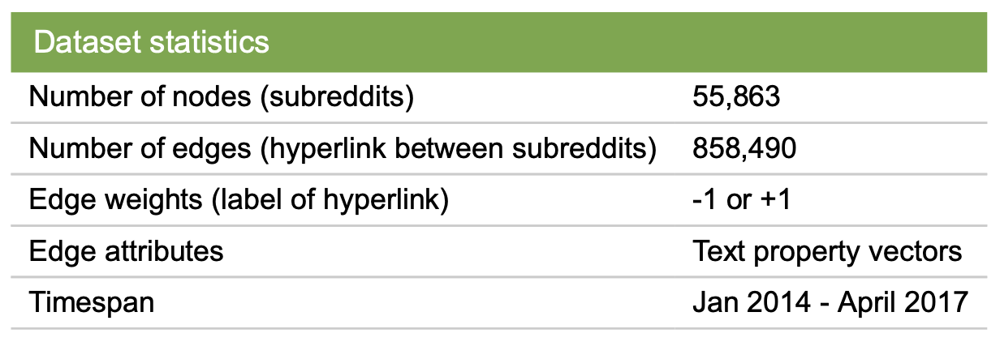 Dataset statistics
Number of nodes (subreddits) 55,863
Number of edges (hyperlink between subreddits) 858,490
Edge weights (label of hyperlink) -1 or +1
Edge attributes Text property vectors
Timespan Jan 2014 - April 2017